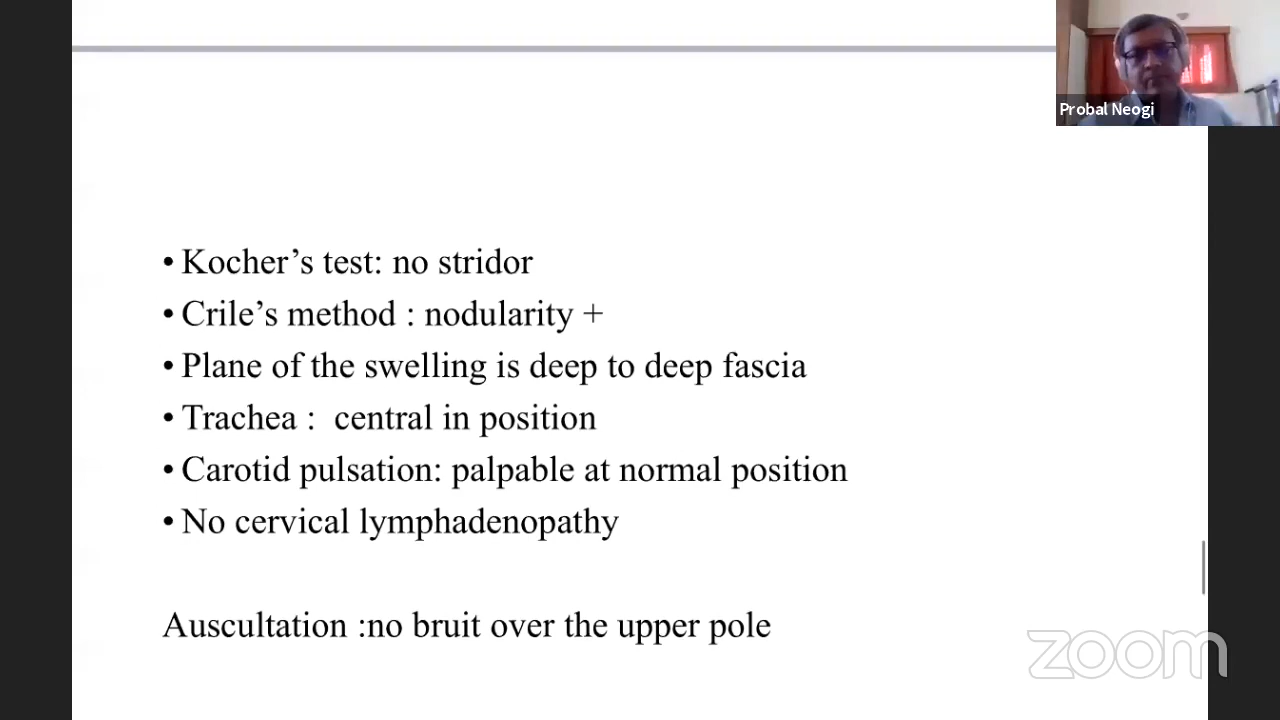 Probal Neogi
• Kocher’s test: no stridor
• Crile’s method : nodularity +
• Plane of the swelling is deep to deep fascia
• Trachea :  central in position
• Carotid pulsation: palpable at normal position
• No cervical lymphadenopathy
Auscultation :no bruit over the upper pole
zoom